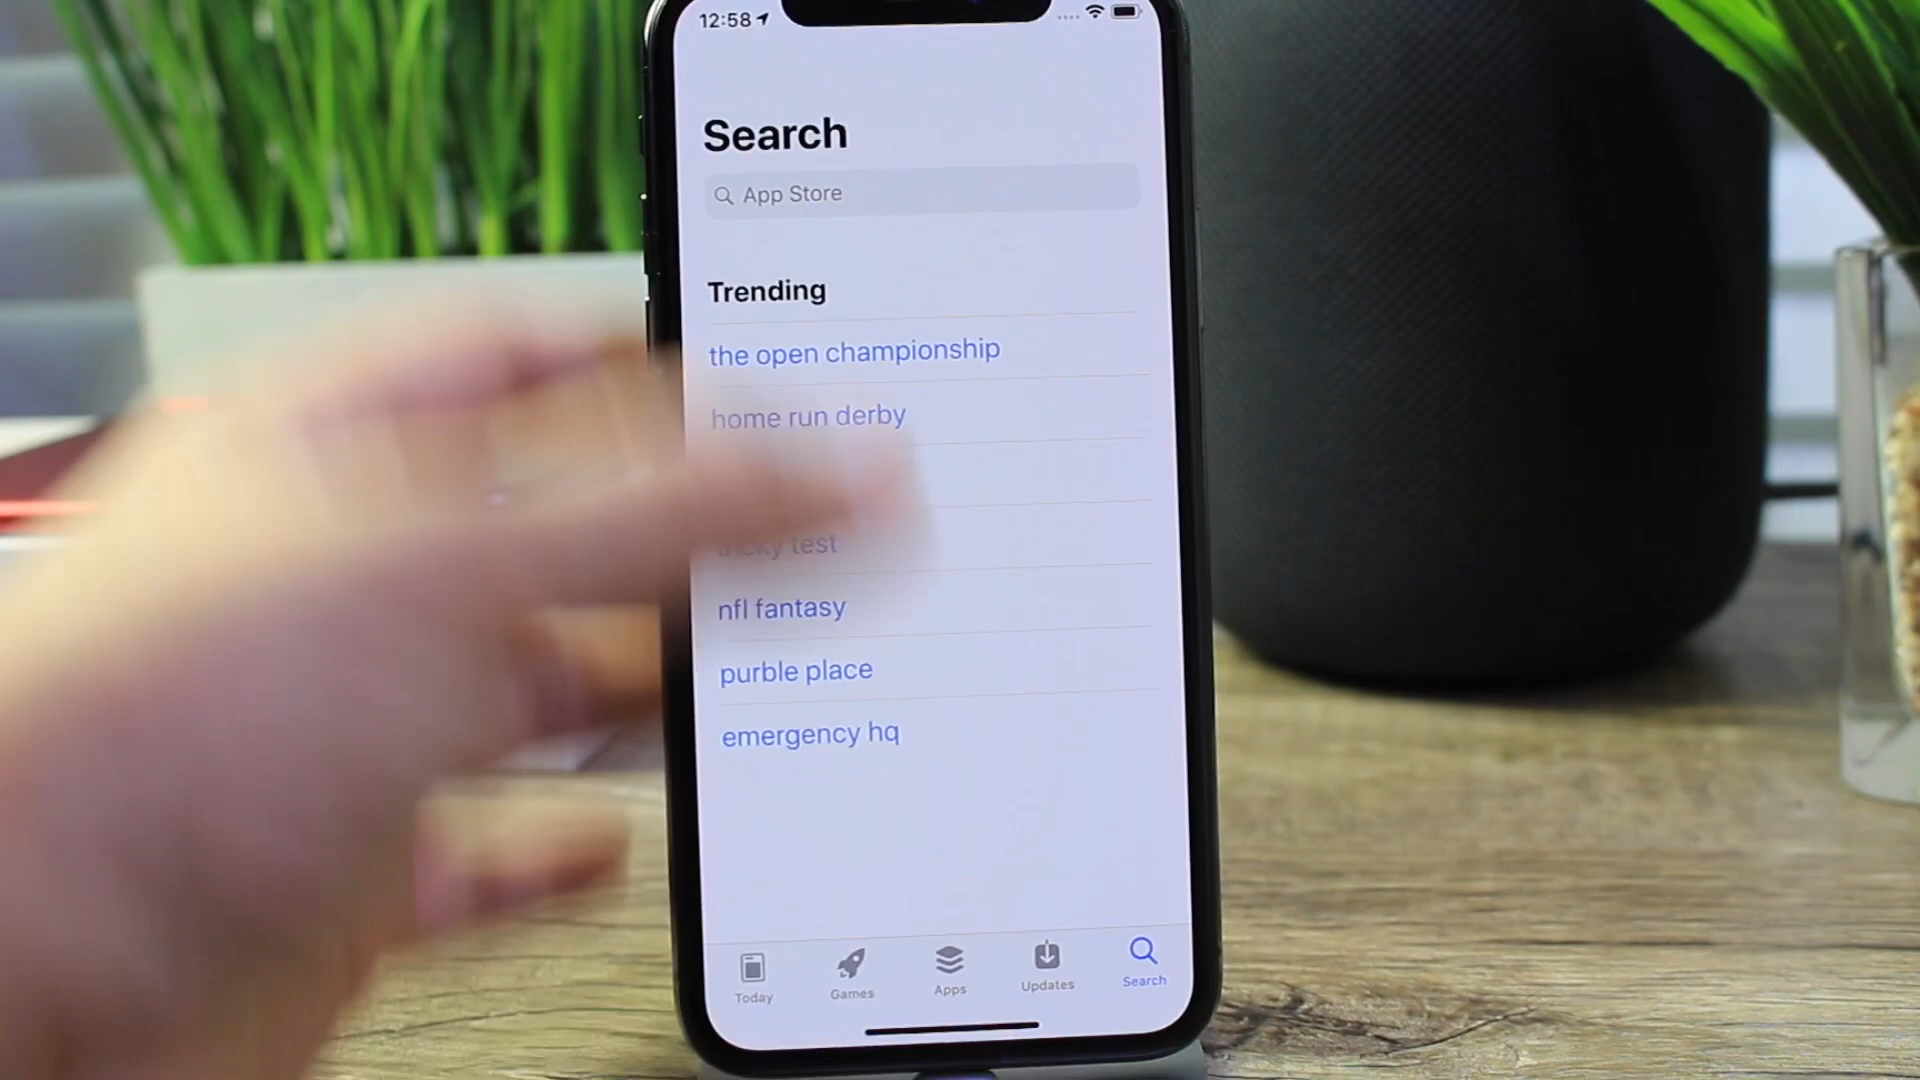 12:58
Search
App Store
Trending
the open championship
home run derby
tricky test
nfl fantasy
purble place
emergency hq
Today
Games
Apps
Updates
Search